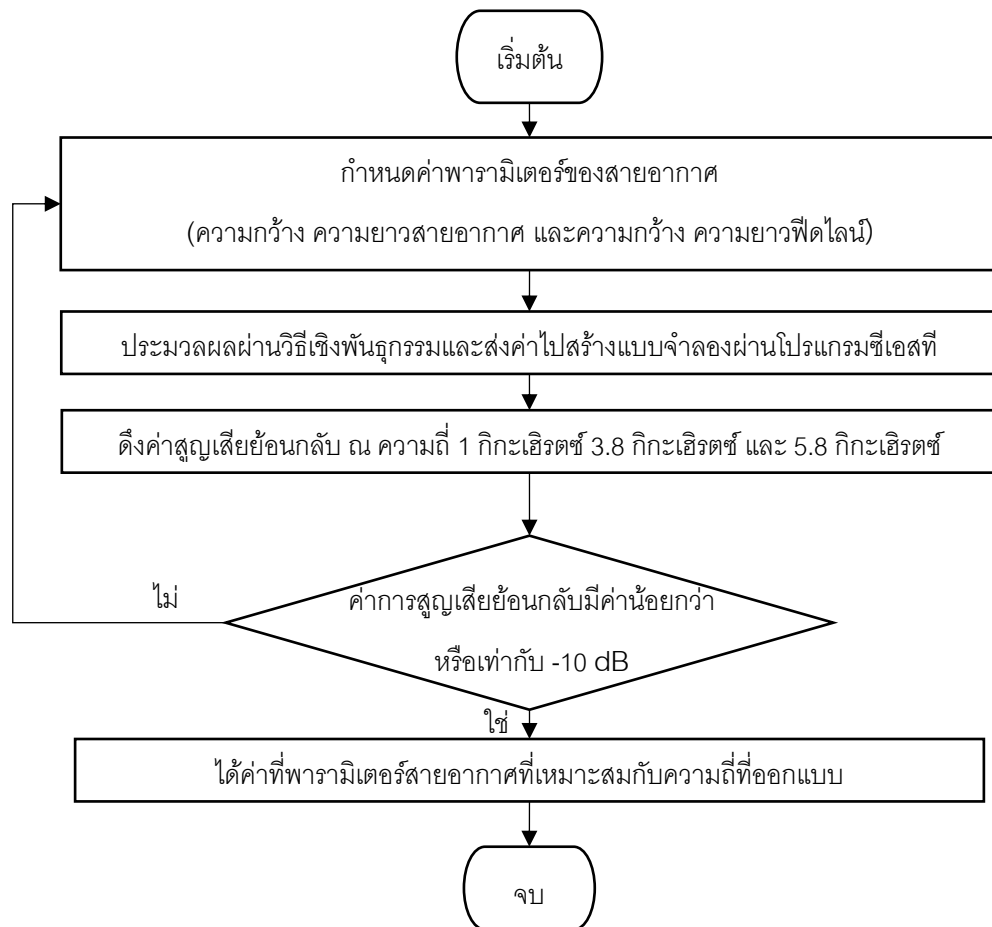 เริ่มต้น
กำหนดค่าพารามิเตอร์ของสายอากาศ
(ความกว้าง ความยาวสายอากาศ และความกว้าง ความยาวฟีดไลน์)
ประมวลผลผ่านวิธีเชิงพันธุกรรมและส่งค่าไปสร้างแบบจำลองผ่านโปรแกรมซีเอสที
ดึงค่าสูญเสียย้อนกลับ ณ ความถี่ 1 กิกะเฮิรตซ์ 3.8 กิกะเฮิรตซ์ และ 5.8 กิกะเฮิรตซ์
ไม่
ค่าการสูญเสียย้อนกลับมีค่าน้อยกว่า
หรือเท่ากับ -10 dB
ใช่
ได้ค่าที่พารามิเตอร์สายอากาศที่เหมาะสมกับความถี่ที่ออกแบบ
จบ